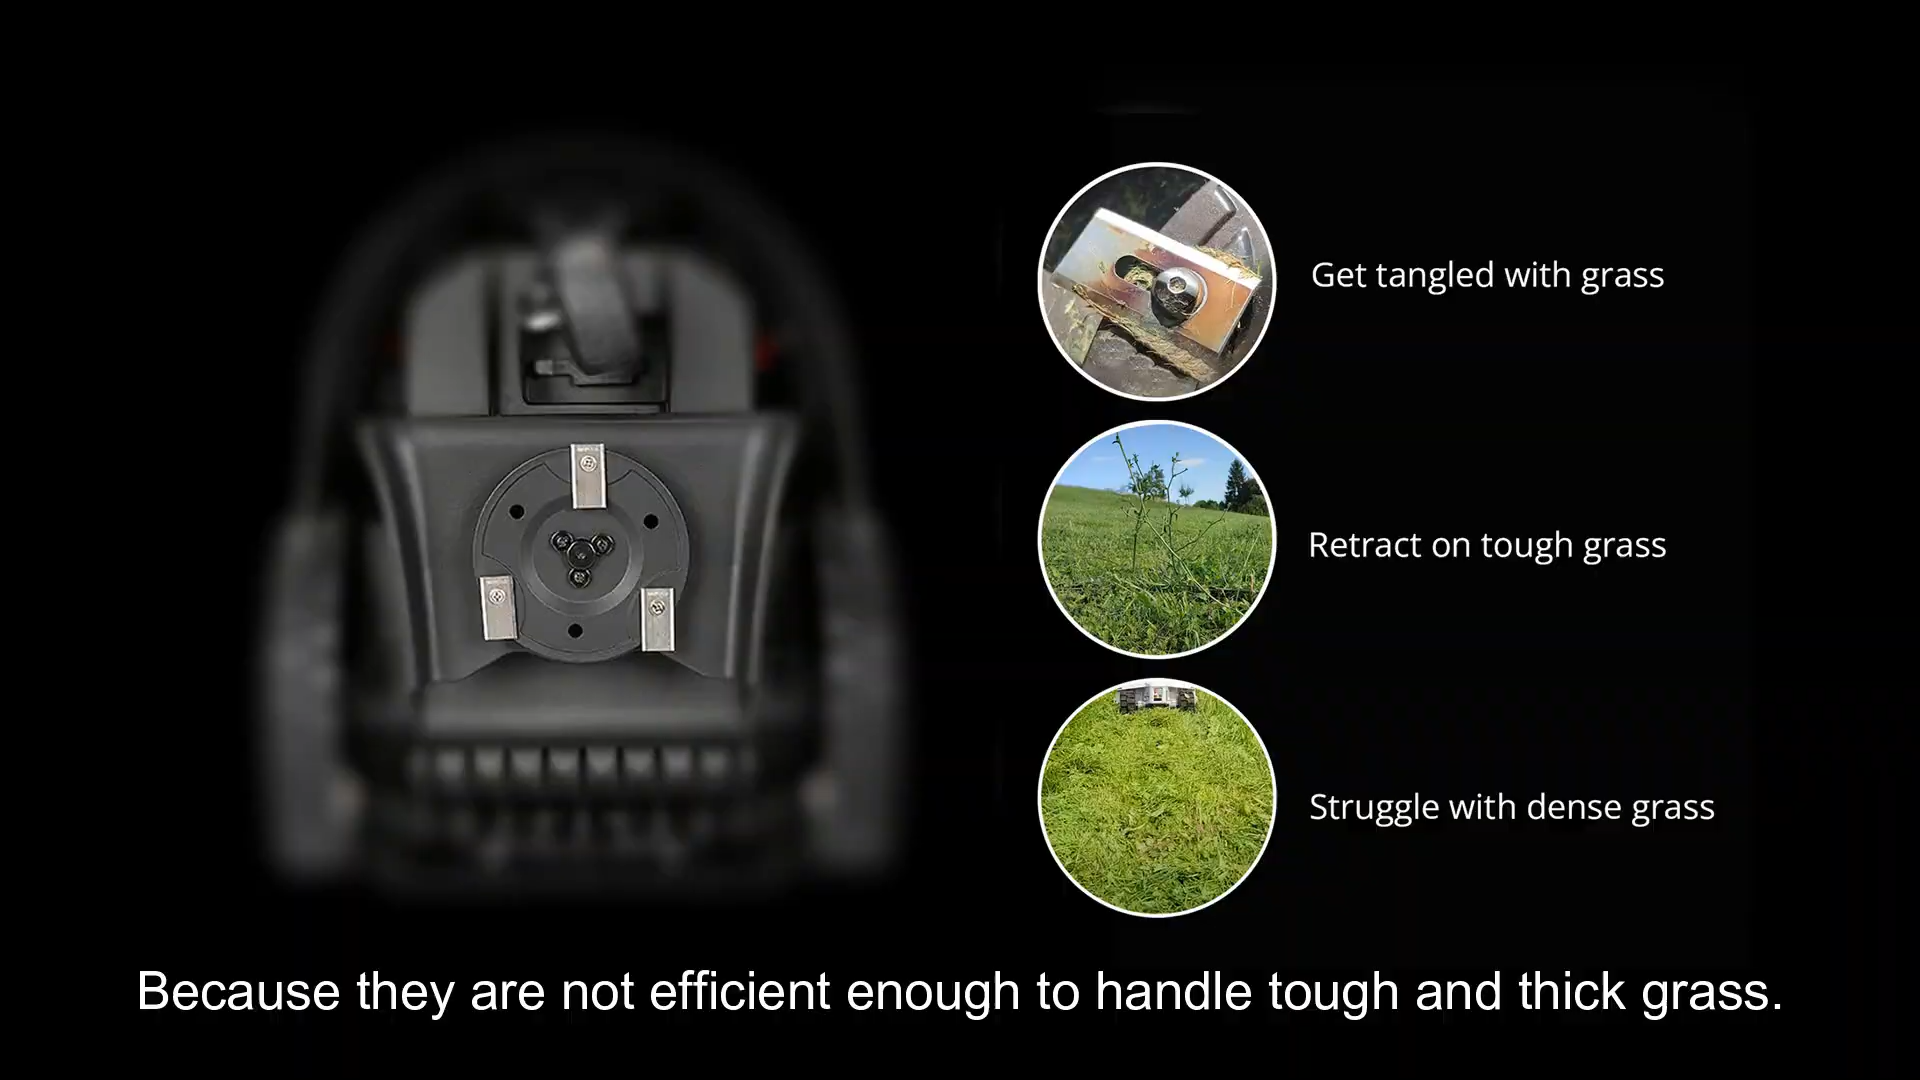 Get tangled with grass
Retract on tough grass
Struggle with dense grass
Because they are not efficient enough to handle tough and thick grass.